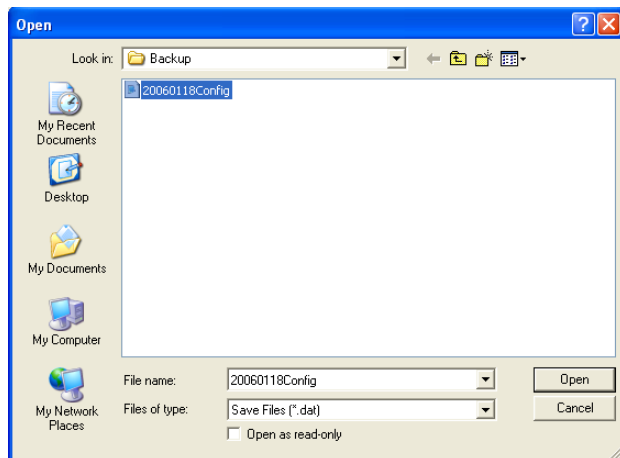 Open
Look in: Backup
20060118Config
My Recent
Documents
Desktop
My Documents
My Computer
My Network
Places
File name: 20060118Config Open
Files of type: Save Files (*.dat) Cancel
Open as read-only